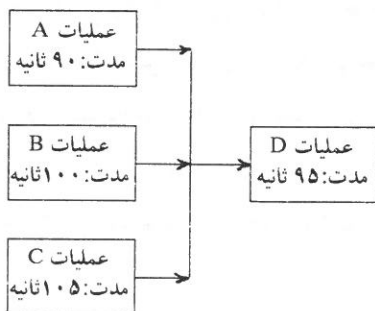 عملیات A
مدت: ۹۰ ثانیه
عملیات B
مدت: ۱۰۰ ثانیه
عملیات D
مدت: ۹۵ ثانیه
عملیات C
مدت: ۱۰۵ ثانیه